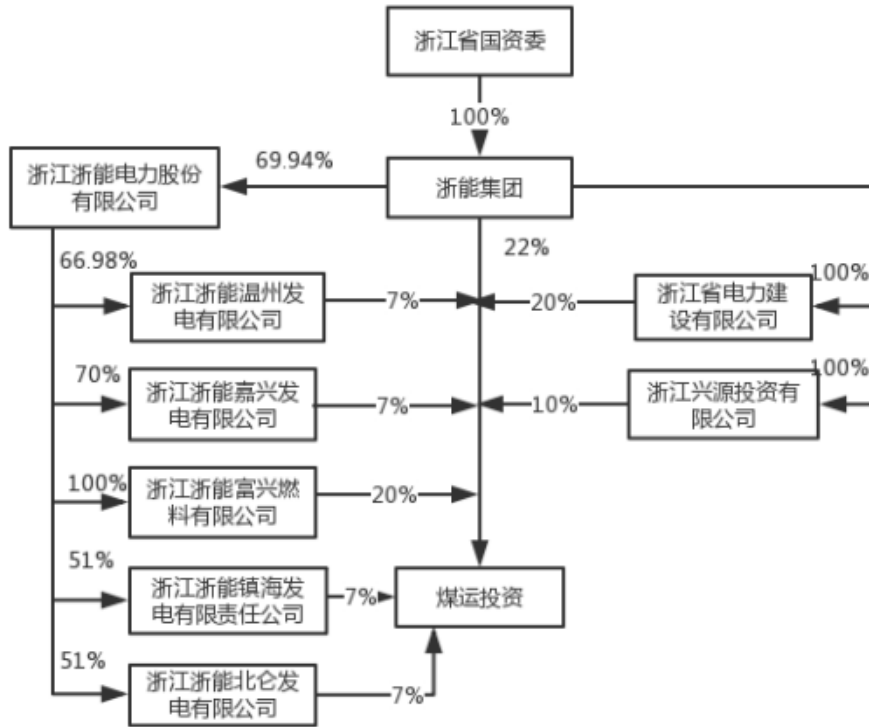 浙江省国资委
100%
浙江浙能电力股份
有限公司
69.94%
浙能集团
22%
66.98%
浙江浙能温州发
电有限公司
7%
20%
浙江省电力建
设有限公司
100%
70%
浙江浙能嘉兴发
电有限公司
7%
10%
浙江兴源投资有
限公司
100%
100%
浙江浙能富兴燃
料有限公司
20%
51%
浙江浙能镇海发
电有限责任公司
7%
煤运投资
51%
浙江浙能北仑发
电有限公司
7%